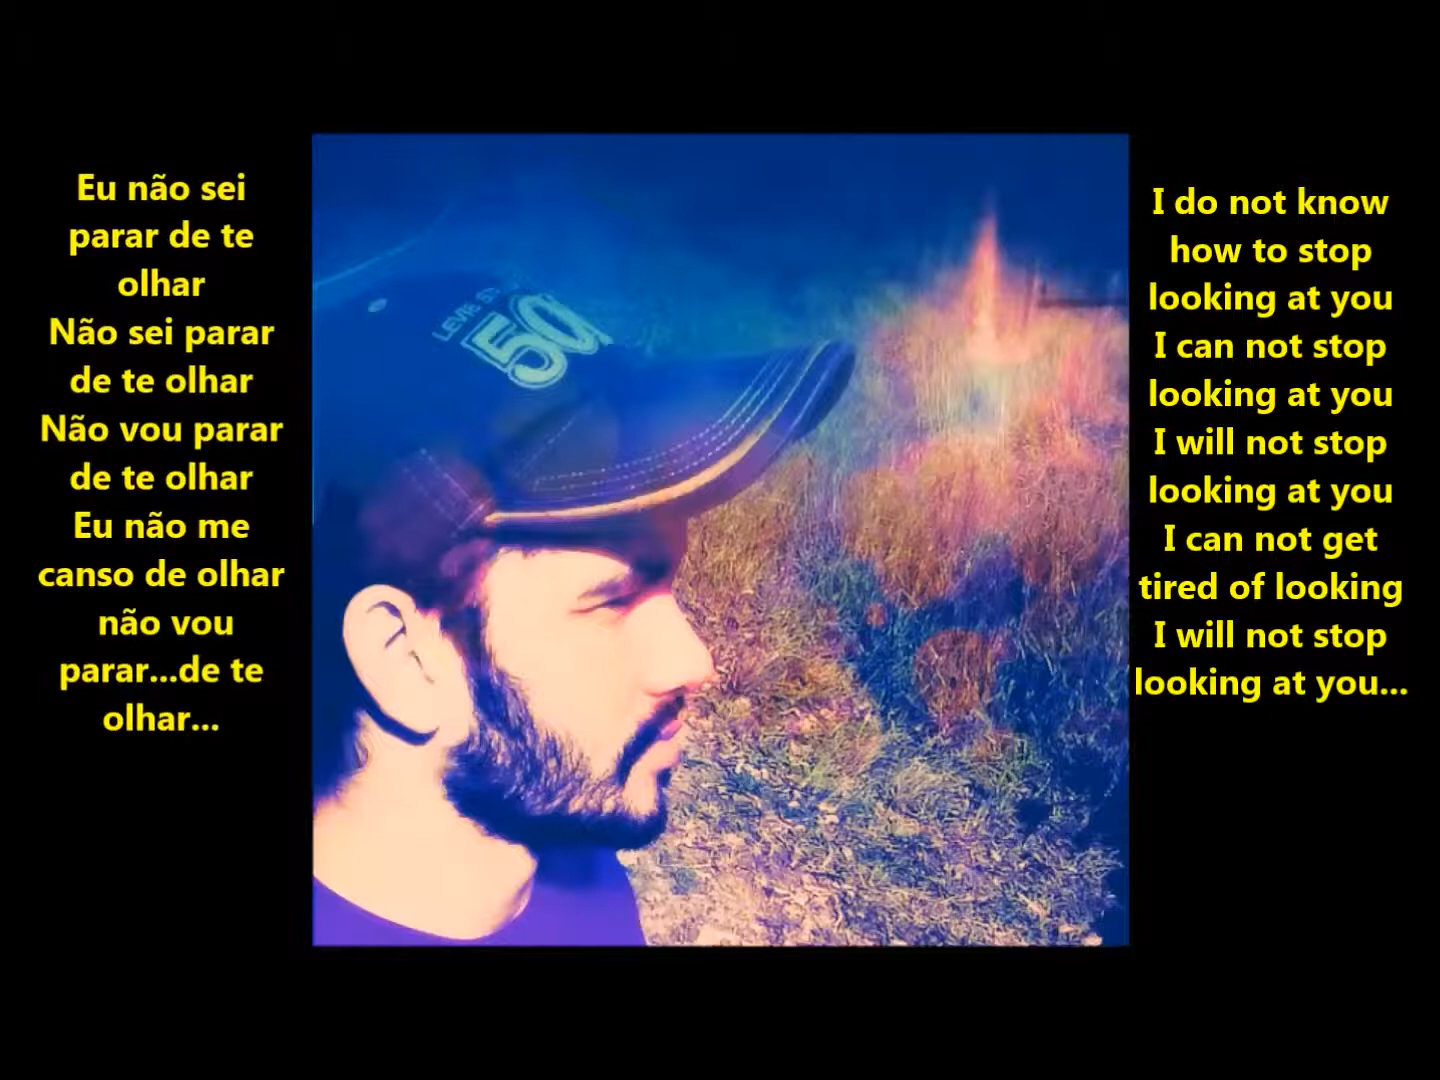 Eu não sei
parar de te
olhar
Não sei parar
de te olhar
Não vou parar
de te olhar
Eu não me
canso de olhar
não vou
parar...de te
olhar...
50
I do not know
how to stop
looking at you
I can not stop
looking at you
I will not stop
looking at you
I can not get
tired of looking
I will not stop
looking at you...